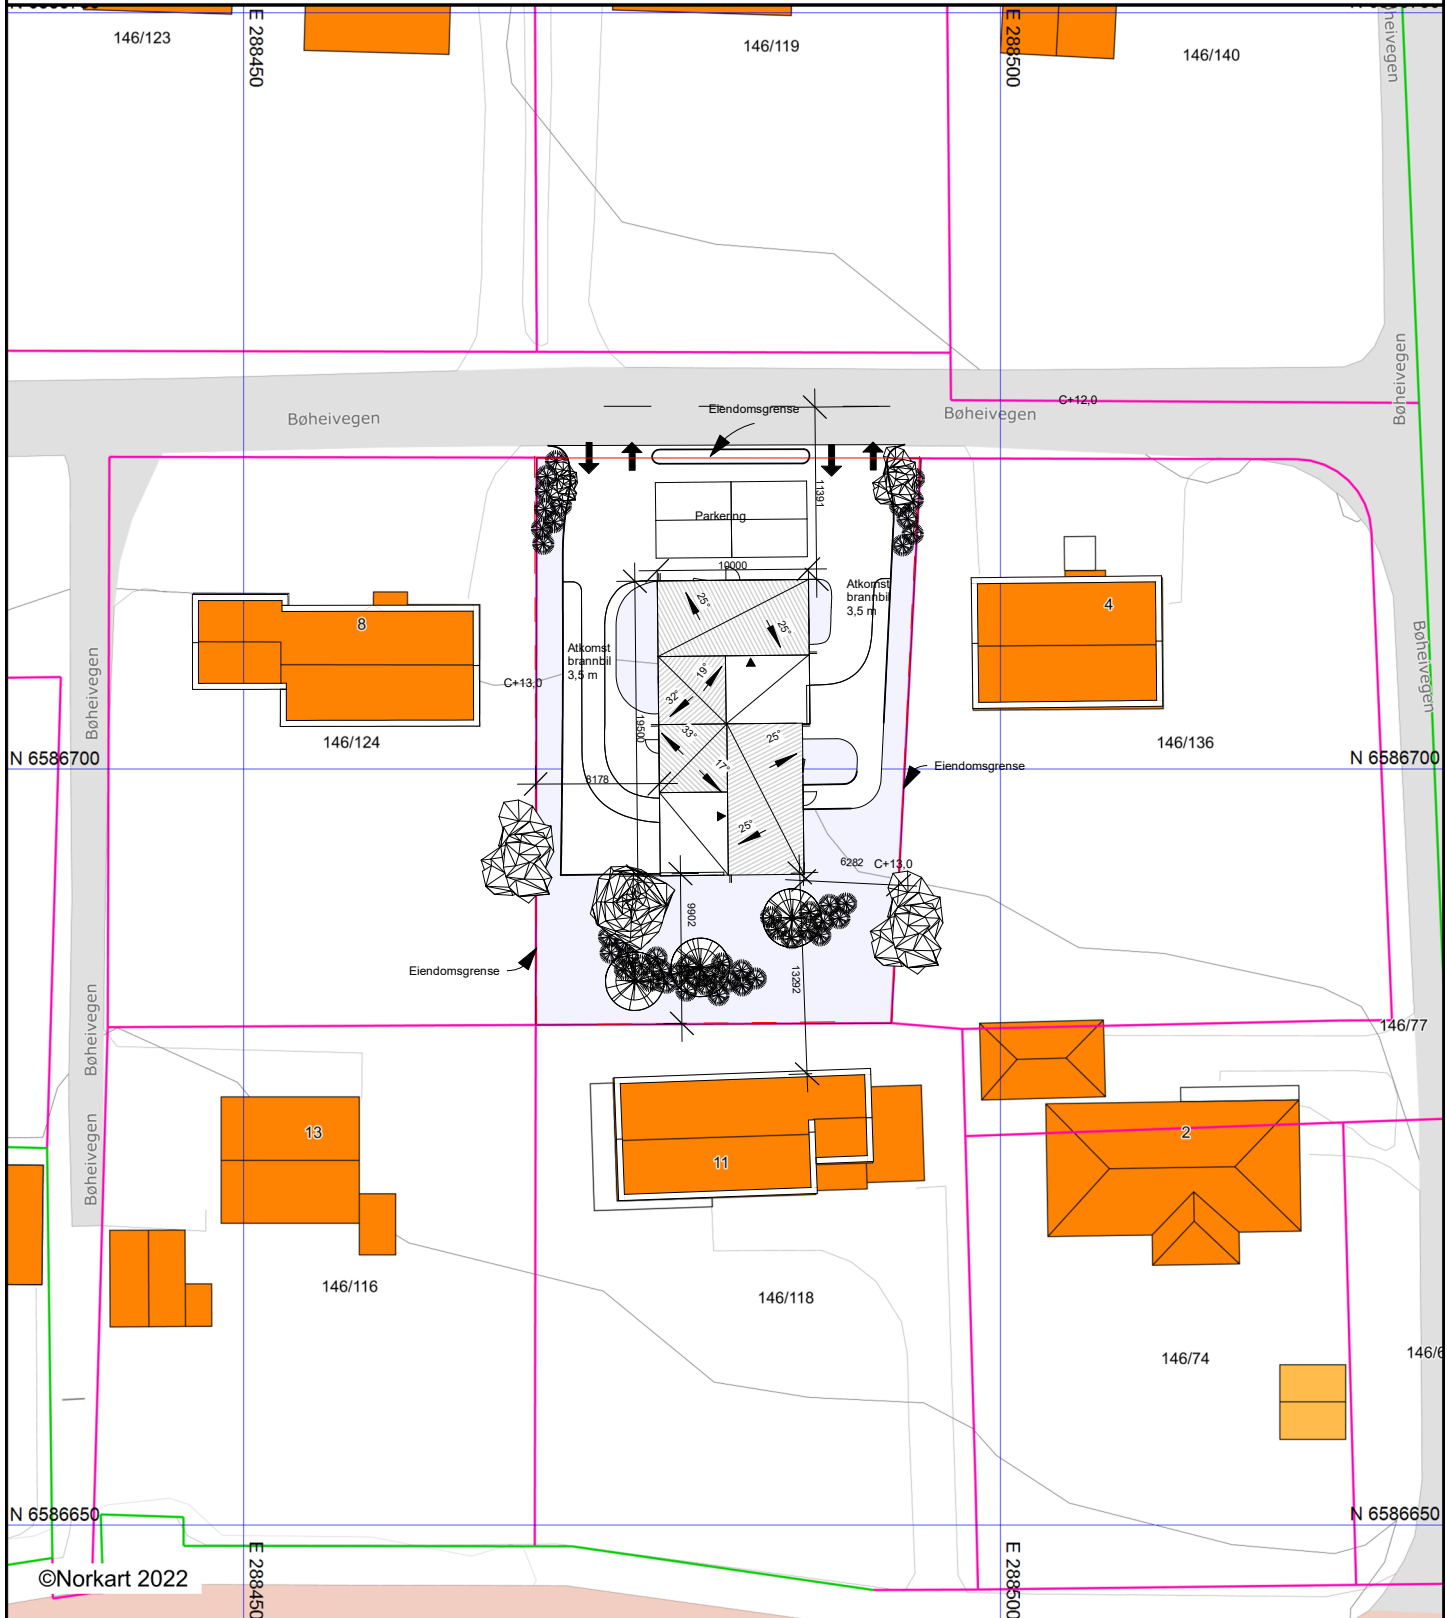 146/123
E 288450
146/119
E 288500
146/140
Bøheivegen
Bøheivegen
Bøheivegen
C+12,0
Bøheivegen
Eiendomsgrense
11391
Parkering
10000
Atkomst
brannbil
3,5 m
25°
25°
4
8
Atkomst
brannbil
3,5 m
19°
32°
C+13,0
Bøheivegen
Bøheivegen
19500
33°
25°
17°
146/124
146/136
N 6586700
N 6586700
Eiendomsgrense
8178
25°
6282
C+13,0
9902
Eiendomsgrense
13292
Bøheivegen
146/77
13
2
11
Bøheivegen
146/116
146/118
146/74
N 6586650
N 6586650
E 288450
E 288500
©Norkart 2022